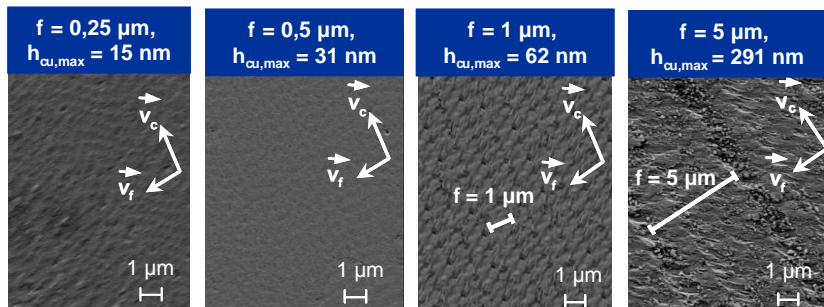 f = 0,25 µm,
h_cu,max = 15 nm
v_c
v_f
1 µm
f = 0,5 µm,
h_cu,max = 31 nm
v_c
v_f
1 µm
f = 1 µm,
h_cu,max = 62 nm
v_c
v_f
f = 1 µm
1 µm
f = 5 µm,
h_cu,max = 291 nm
v_c
v_f
f = 5 µm
1 µm